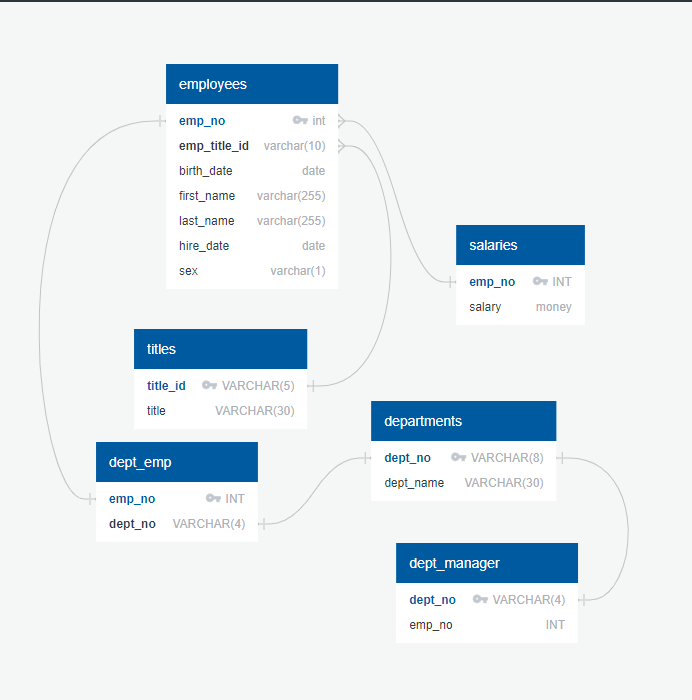 employees
emp_no int
emp_title_id varchar(10)
birth_date date
first_name varchar(255)
last_name varchar(255)
hire_date date
sex varchar(1)
salaries
emp_no INT
salary money
titles
title_id VARCHAR(5)
title VARCHAR(30)
departments
dept_no VARCHAR(8)
dept_name VARCHAR(30)
dept_emp
emp_no INT
dept_no VARCHAR(4)
dept_manager
dept_no VARCHAR(4)
emp_no INT